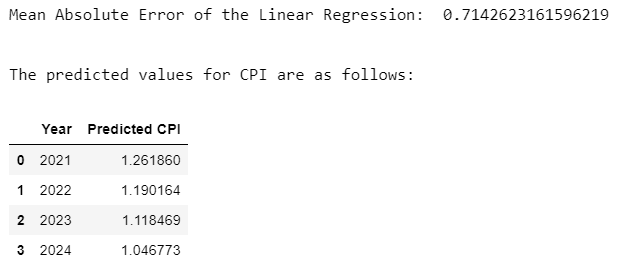 Mean Absolute Error of the Linear Regression:  0.7142623161596219
The predicted values for CPI are as follows:
Year Predicted CPI
0 2021 1.261860
1 2022 1.190164
2 2023 1.118469
3 2024 1.046773